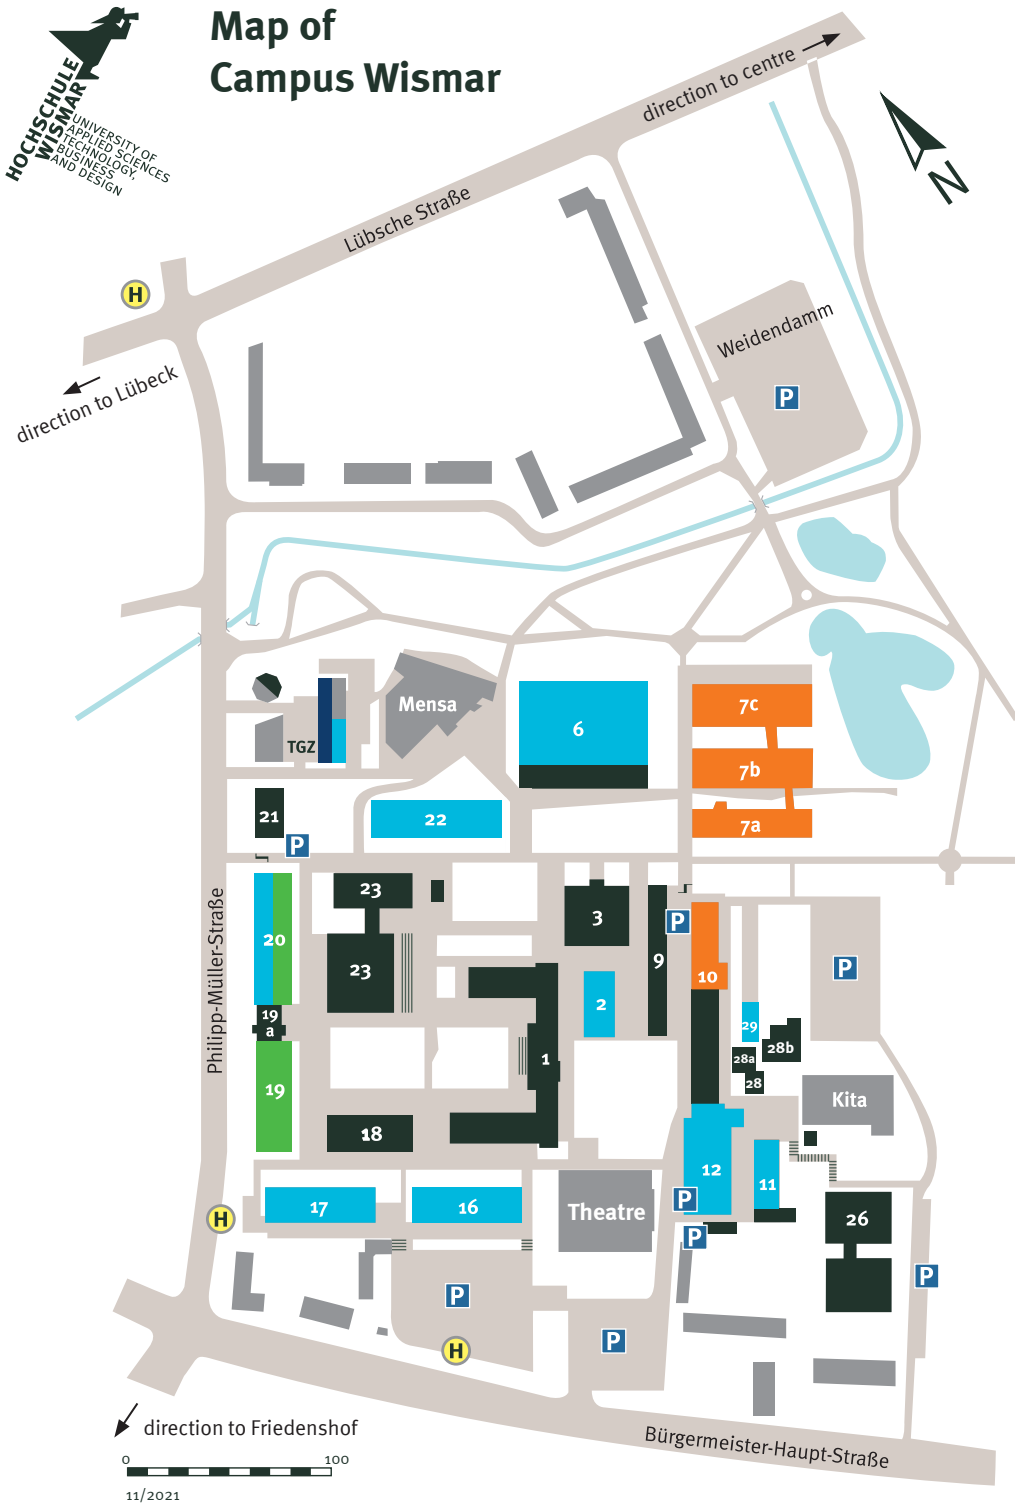 Map of
Campus Wismar
HOCHSCHULE
WISMAR
UNIVERSITY OF
APPLIED SCIENCES
TECHNOLOGY,
BUSINESS
AND DESIGN
direction to centre
N
Lübsche Straße
H
direction to Lübeck
Weidendamm
P
Mensa
TGZ
6
7c
7b
7a
21
P
22
Philipp-Müller-Straße
20
19
a
19
23
23
18
1
3
2
9
P
10
P
29
28a
28b
28
Kita
12
11
P
P
26
P
17
16
Theatre
H
P
H
P
direction to Friedenshof
Bürgermeister-Haupt-Straße
0 100
11/2021